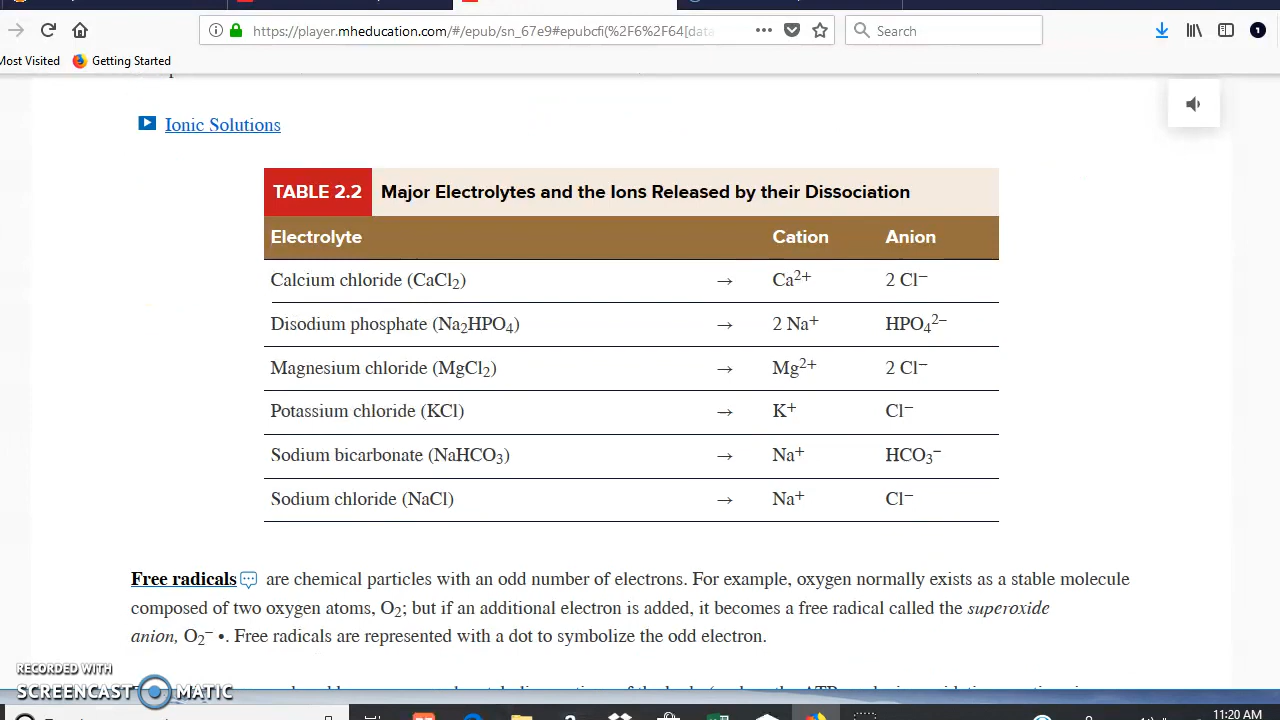 https://player.mheducation.com/#/epub/sn_67e9#epubcfi(%2F6%2F64[data
Search
Most Visited
Getting Started
Ionic Solutions
TABLE 2.2 Major Electrolytes and the Ions Released by their Dissociation
Electrolyte Cation Anion
Calcium chloride (CaCl₂) → Ca²⁺ 2 Cl⁻
Disodium phosphate (Na₂HPO₄) → 2 Na⁺ HPO₄²⁻
Magnesium chloride (MgCl₂) → Mg²⁺ 2 Cl⁻
Potassium chloride (KCl) → K⁺ Cl⁻
Sodium bicarbonate (NaHCO₃) → Na⁺ HCO₃⁻
Sodium chloride (NaCl) → Na⁺ Cl⁻
Free radicals are chemical particles with an odd number of electrons. For example, oxygen normally exists as a stable molecule
composed of two oxygen atoms, O₂; but if an additional electron is added, it becomes a free radical called the superoxide
anion, O₂⁻ •. Free radicals are represented with a dot to symbolize the odd electron.
RECORDED WITH
SCREENCAST MATIC
11:20 AM